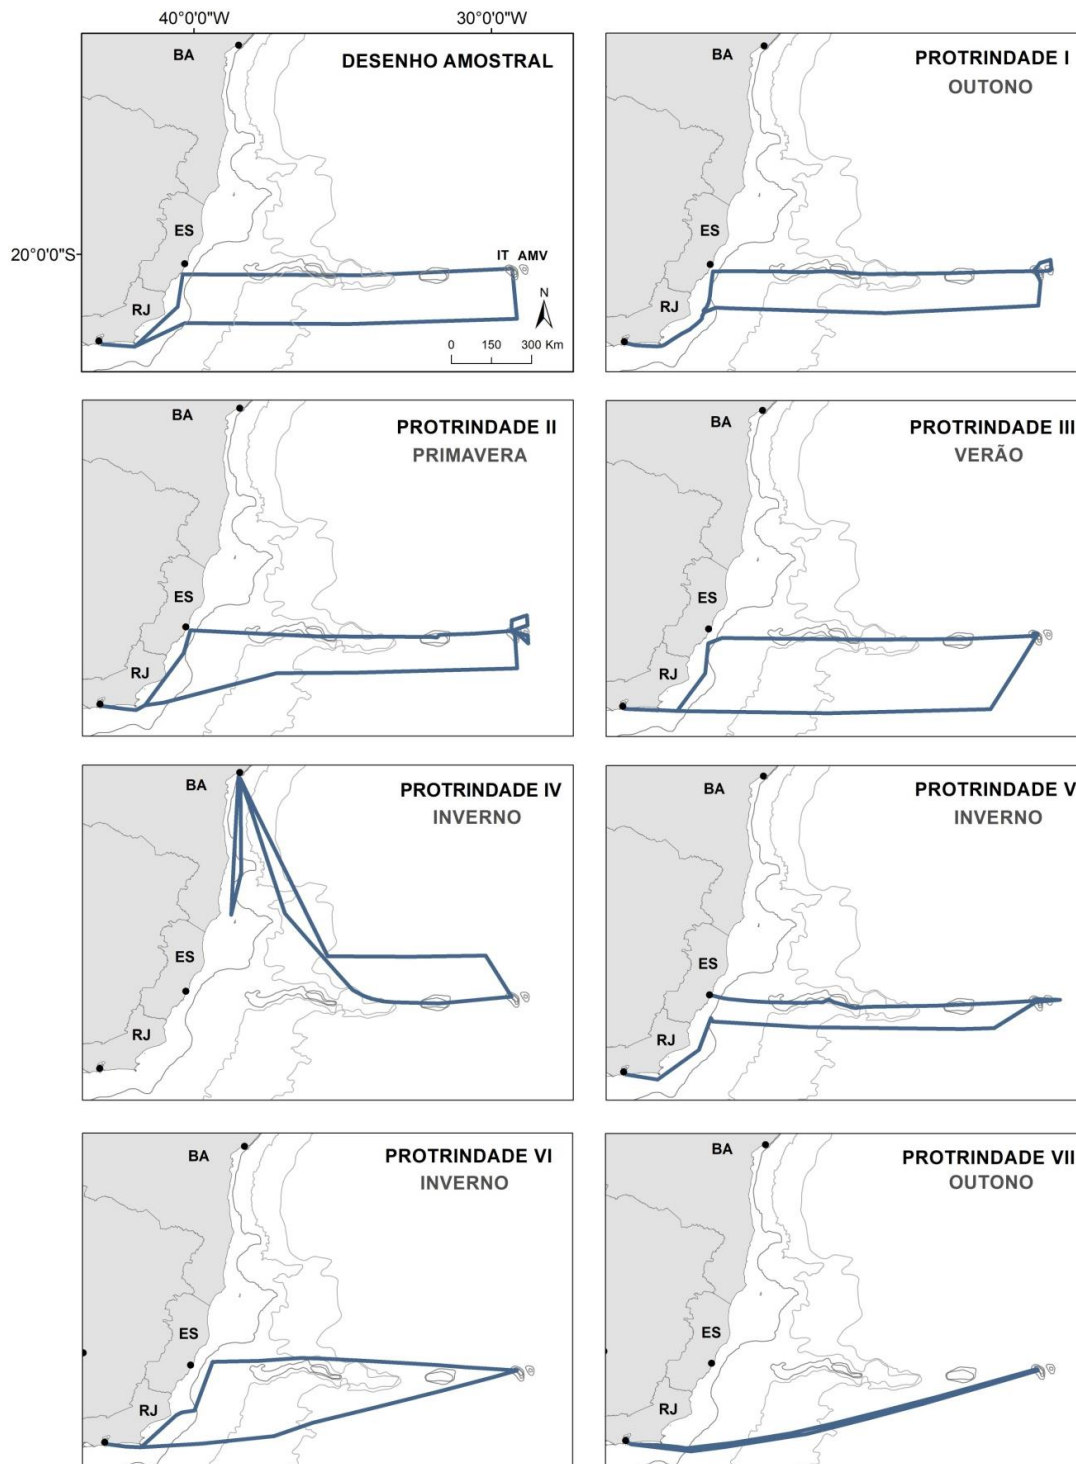 40°0'0"W 30°0'0"W
20°0'0"S
BA
DESENHO AMOSTRAL
ES
IT AMV
RJ
N
0 150 300 Km
BA
PROTRINDADE I
OUTONO
ES
RJ
BA
PROTRINDADE II
PRIMAVERA
ES
RJ
BA
PROTRINDADE III
VERÃO
ES
RJ
BA
PROTRINDADE IV
INVERNO
ES
RJ
BA
PROTRINDADE V
INVERNO
ES
RJ
BA
PROTRINDADE VI
INVERNO
ES
RJ
BA
PROTRINDADE VII
OUTONO
ES
RJ